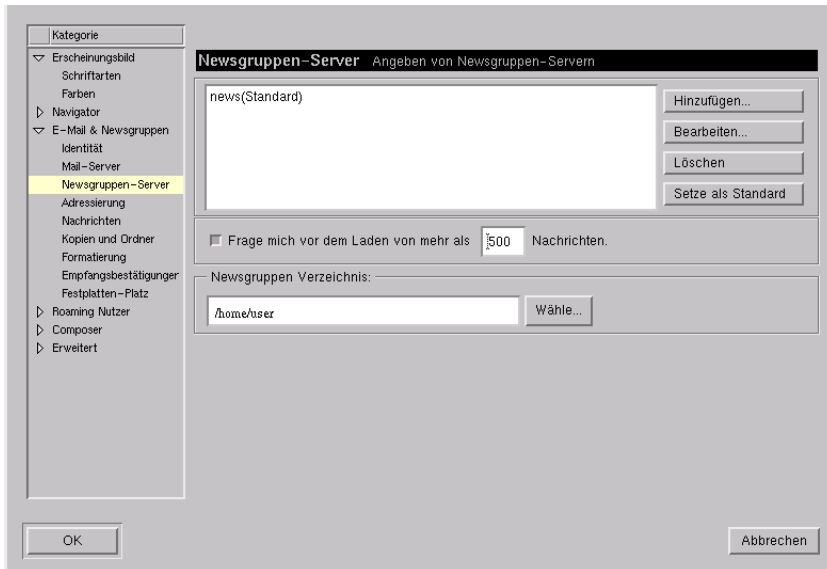 Kategorie
Erscheinungsbild
Schriftarten
Farben
Navigator
E-Mail & Newsgruppen
Identität
Mail-Server
Newsgruppen-Server
Adressierung
Nachrichten
Kopien und Ordner
Formatierung
Empfangsbestätigunger
Festplatten-Platz
Roaming Nutzer
Composer
Erweitert
Newsgruppen-Server Angeben von Newsgruppen-Servern
news(Standard)
Hinzufügen...
Bearbeiten...
Löschen
Setze als Standard
Frage mich vor dem Laden von mehr als 500 Nachrichten.
Newsgruppen Verzeichnis:
/home/user
Wähle...
OK
Abbrechen